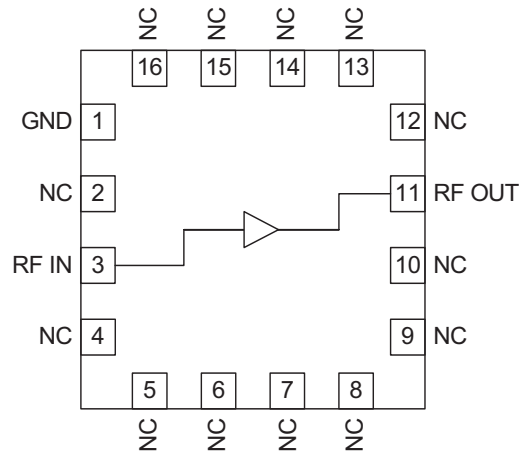 NC NC NC NC
16 15 14 13
GND 1 12 NC
NC 2 11 RF OUT
RF IN 3 10 NC
NC 4 9 NC
5 6 7 8
NC NC NC NC